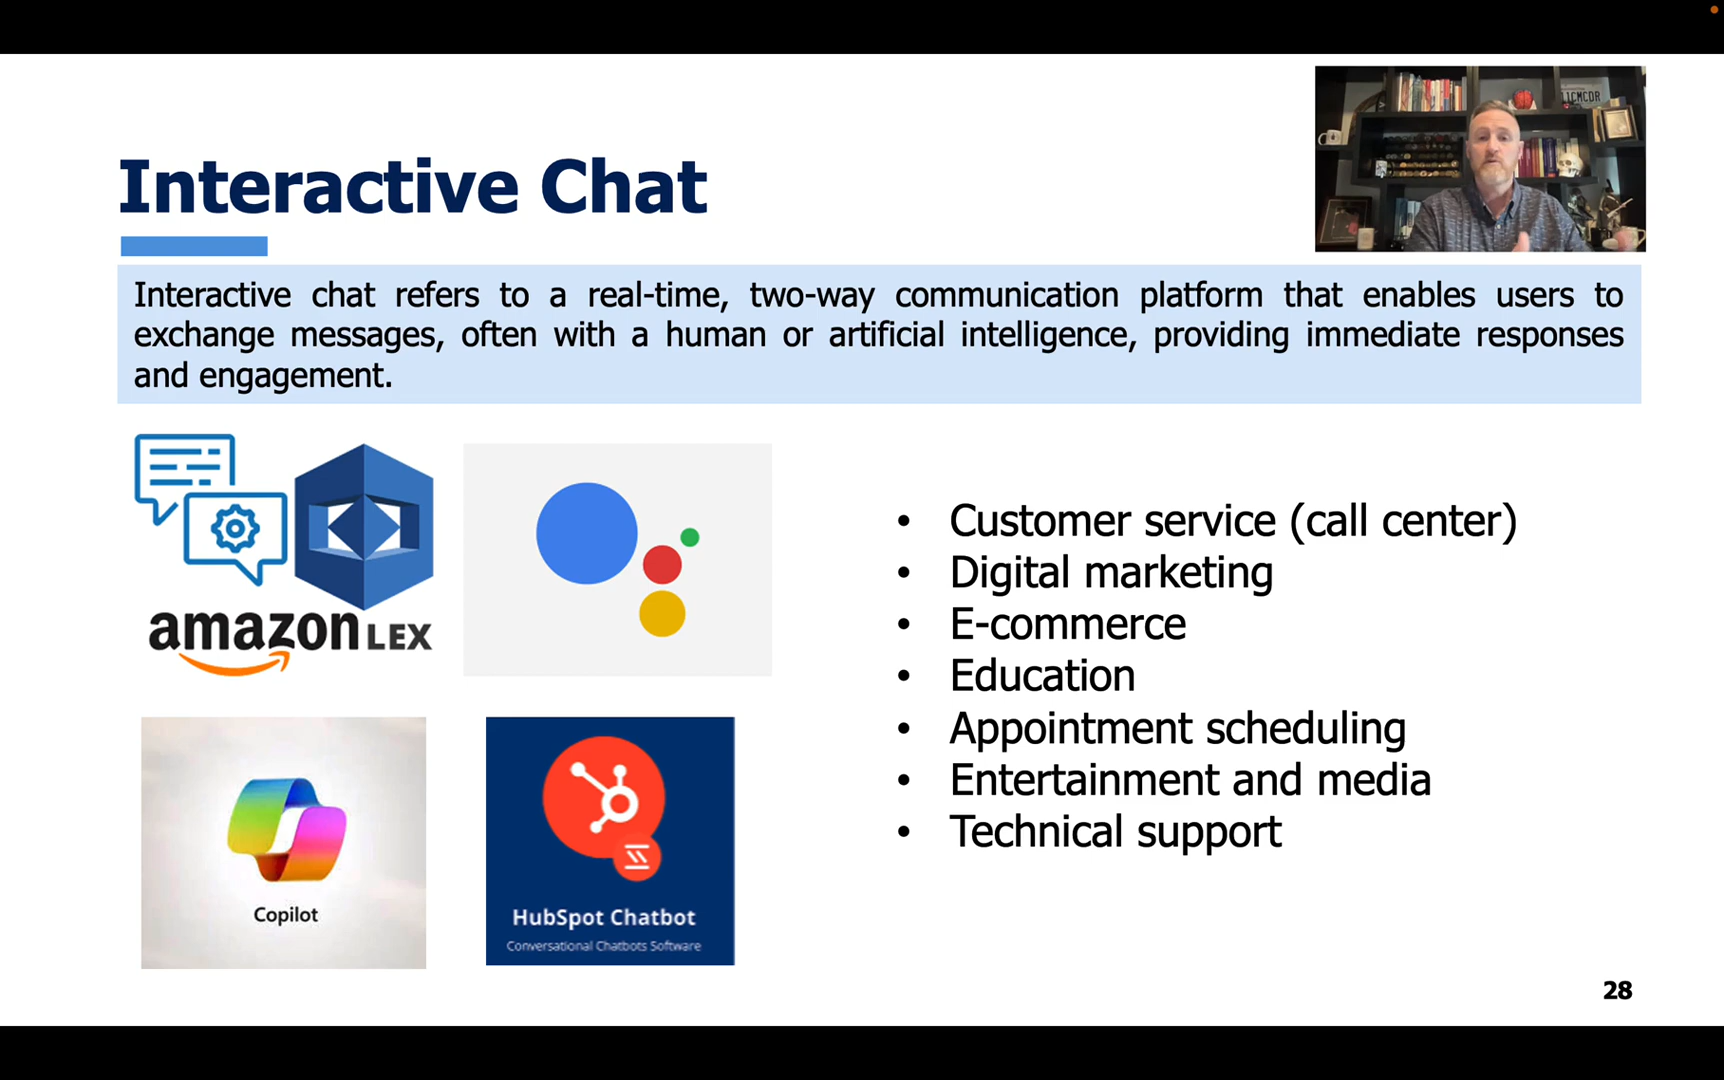 11CMCDR
Interactive Chat
Interactive chat refers to a real-time, two-way communication platform that enables users to
exchange messages, often with a human or artificial intelligence, providing immediate responses
and engagement.
amazon LEX
Copilot
HubSpot Chatbot
Conversational Chatbots Software
• Customer service (call center)
• Digital marketing
• E-commerce
• Education
• Appointment scheduling
• Entertainment and media
• Technical support
28